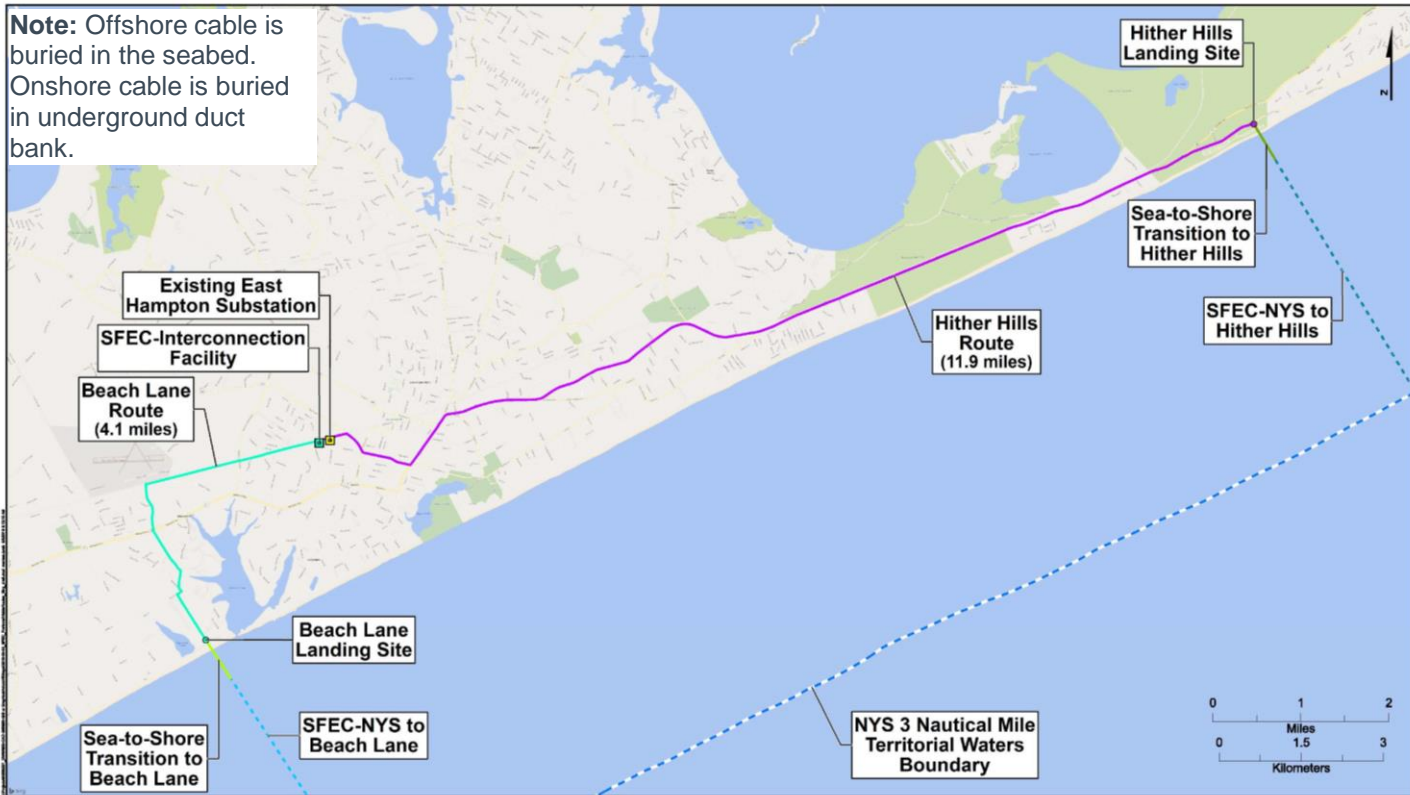 Note: Offshore cable is
buried in the seabed.
Onshore cable is buried
in underground duct
bank.
Hither Hills
Landing Site
N
Sea-to-Shore
Transition to
Hither Hills
SFEC-NYS to
Hither Hills
Existing East
Hampton Substation
SFEC-Interconnection
Facility
Beach Lane
Route
(4.1 miles)
Hither Hills
Route
(11.9 miles)
Beach Lane
Landing Site
Sea-to-Shore
Transition to
Beach Lane
SFEC-NYS to
Beach Lane
NYS 3 Nautical Mile
Territorial Waters
Boundary
0 1 2
Miles
0 1.5 3
Kilometers